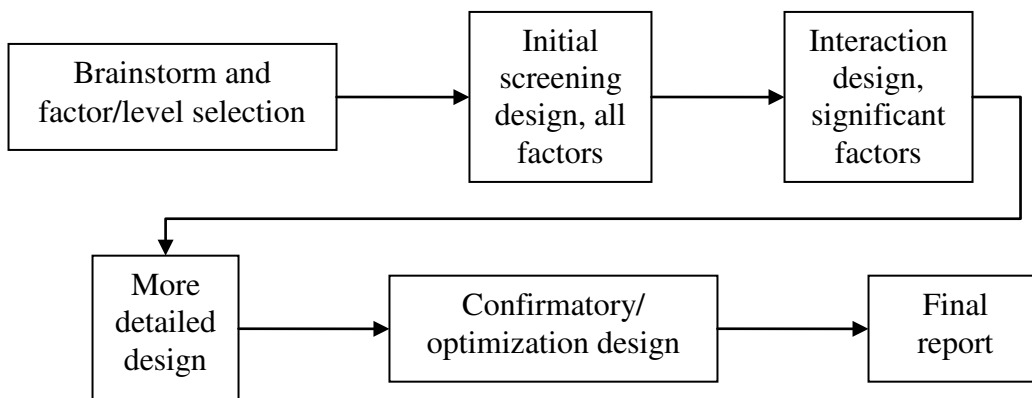 Brainstorm and
factor/level selection
Initial
screening
design, all
factors
Interaction
design,
significant
factors
More
detailed
design
Confirmatory/
optimization design
Final
report